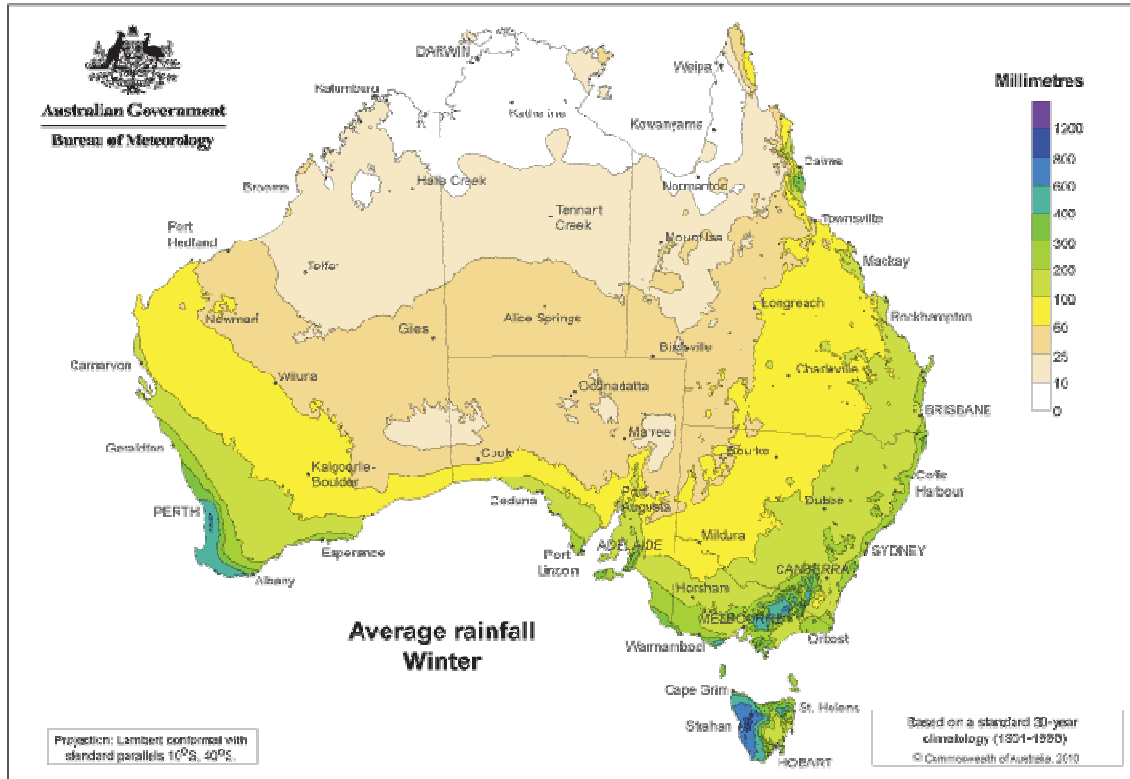 Australian Government
Bureau of Meteorology
DARWIN
Weipa
Kalumburu
Katherine
Kowanyama
Millimetres
1200
800
600
400
300
200
100
50
25
10
0
Cairns
Broome
Halls Creek
Normanton
Port
Hedland
Tennant
Creek
Townsville
Mount Isa
Telfer
Mackay
Newman
Longreach
Rockhampton
Giles
Alice Springs
Carnarvon
Birdsville
Wiluna
Charleville
Oodnadatta
BRISBANE
Geraldton
Marree
Bourke
Cook
Kalgoorlie-
Boulder
Coffs
Harbour
Ceduna
Port
Augusta
Dubbo
PERTH
Mildura
ADELAIDE
Esperance
Port
Lincoln
SYDNEY
CANBERRA
Albany
Horsham
MELBOURNE
Orbost
Warrnambool
Average rainfall
Winter
Cape Grim
St. Helens
Strahan
HOBART
Projection: Lambert conformal with
standard parallels 10°S, 40°S.
Based on a standard 30-year
climatology (1961-1990)
© Commonwealth of Australia, 2010